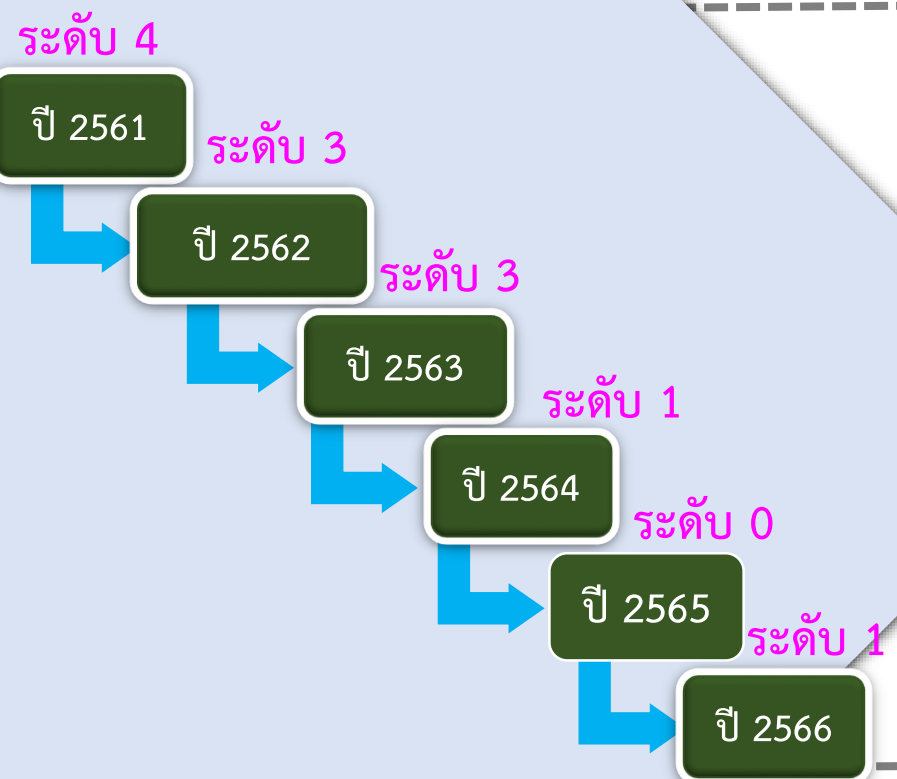 ระดับ 4
ปี 2561
ระดับ 3
ปี 2562
ระดับ 3
ปี 2563
ระดับ 1
ปี 2564
ระดับ 0
ปี 2565
ระดับ 1
ปี 2566